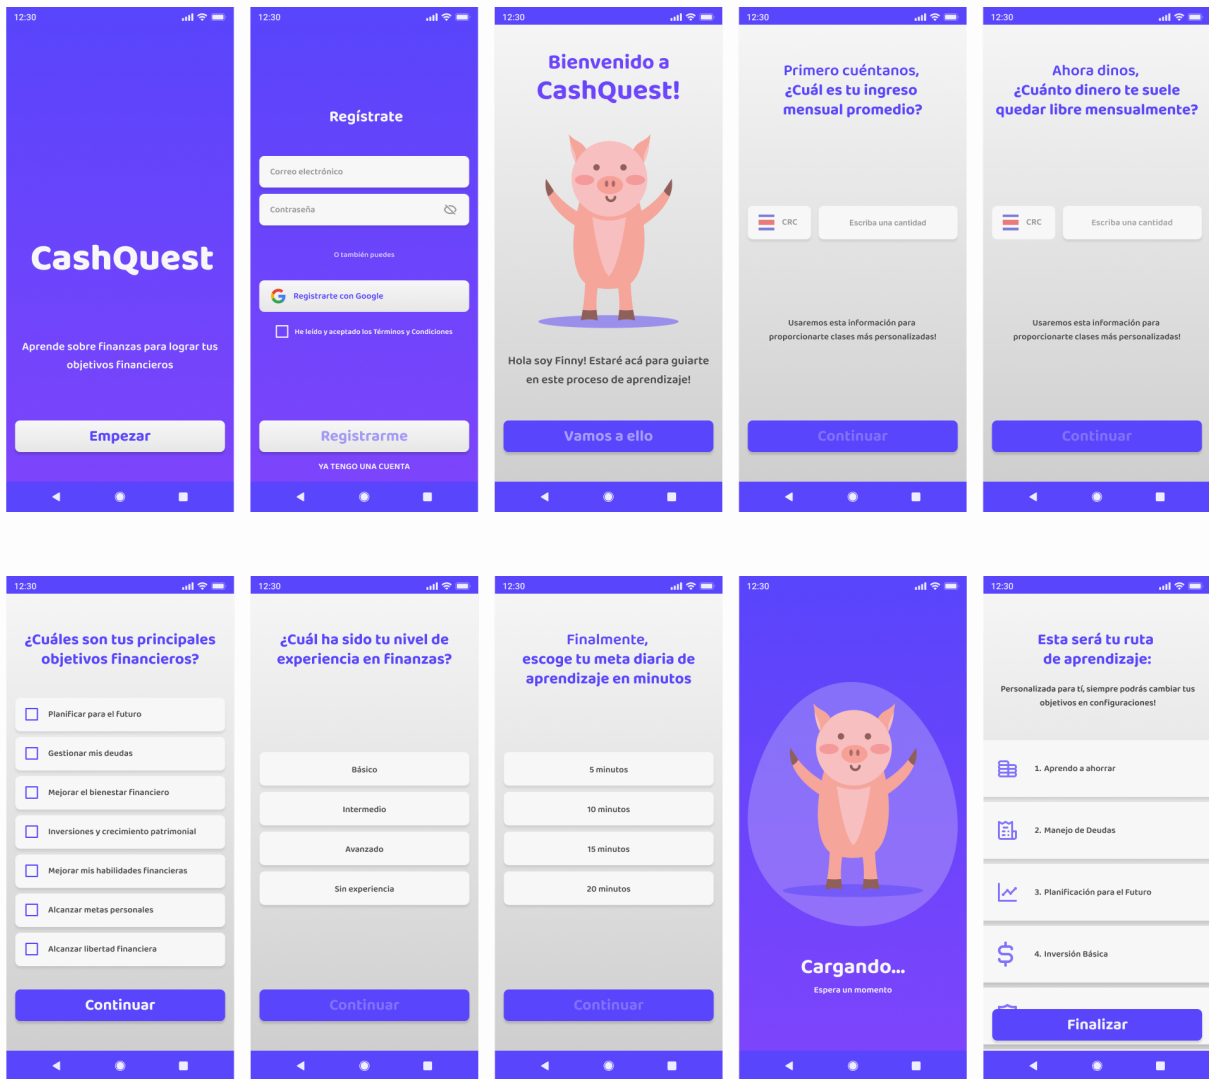 12:30
CashQuest
Aprende sobre finanzas para lograr tus
objetivos financieros
Empezar
12:30
Regístrate
Correo electrónico
Contraseña
O también puedes
Registrarte con Google
He leído y aceptado los Términos y Condiciones
Registrarme
YA TENGO UNA CUENTA
12:30
Bienvenido a
CashQuest!
Hola soy Finny! Estaré acá para guiarte
en este proceso de aprendizaje!
Vamos a ello
12:30
Primero cuéntanos,
¿Cuál es tu ingreso
mensual promedio?
CRC
Escriba una cantidad
Usaremos esta información para
proporcionarte clases más personalizadas!
Continuar
12:30
Ahora dinos,
¿Cuánto dinero te suele
quedar libre mensualmente?
CRC
Escriba una cantidad
Usaremos esta información para
proporcionarte clases más personalizadas!
Continuar
12:30
¿Cuáles son tus principales
objetivos financieros?
Planificar para el futuro
Gestionar mis deudas
Mejorar el bienestar financiero
Inversiones y crecimiento patrimonial
Mejorar mis habilidades financieras
Alcanzar metas personales
Alcanzar libertad financiera
Continuar
12:30
¿Cuál ha sido tu nivel de
experiencia en finanzas?
Básico
Intermedio
Avanzado
Sin experiencia
Continuar
12:30
Finalmente,
escoge tu meta diaria de
aprendizaje en minutos
5 minutos
10 minutos
15 minutos
20 minutos
Continuar
12:30
Cargando...
Espera un momento
12:30
Esta será tu ruta
de aprendizaje:
Personalizada para tí, siempre podrás cambiar tus
objetivos en configuraciones!
1. Aprendo a ahorrar
2. Manejo de Deudas
3. Planificación para el Futuro
4. Inversión Básica
Finalizar